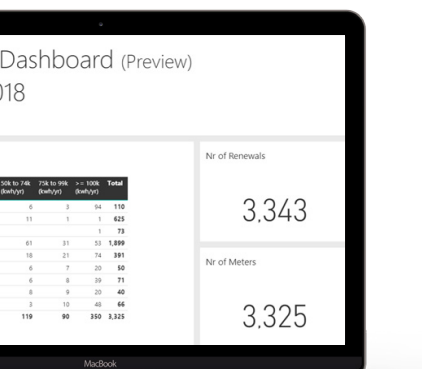 Dashboard (Preview)
018
Nr of Renewals
3,343
Nr of Meters
3,325
50k to 74k (kwh/yr) 75k to 99k (kwh/yr) >= 100k (kwh/yr) Total
6 3 94 110
11 1 1 625
1 73
61 31 53 1,899
18 21 74 391
6 7 20 50
6 8 39 71
8 9 20 40
3 10 48 66
119 90 350 3,325
MacBook